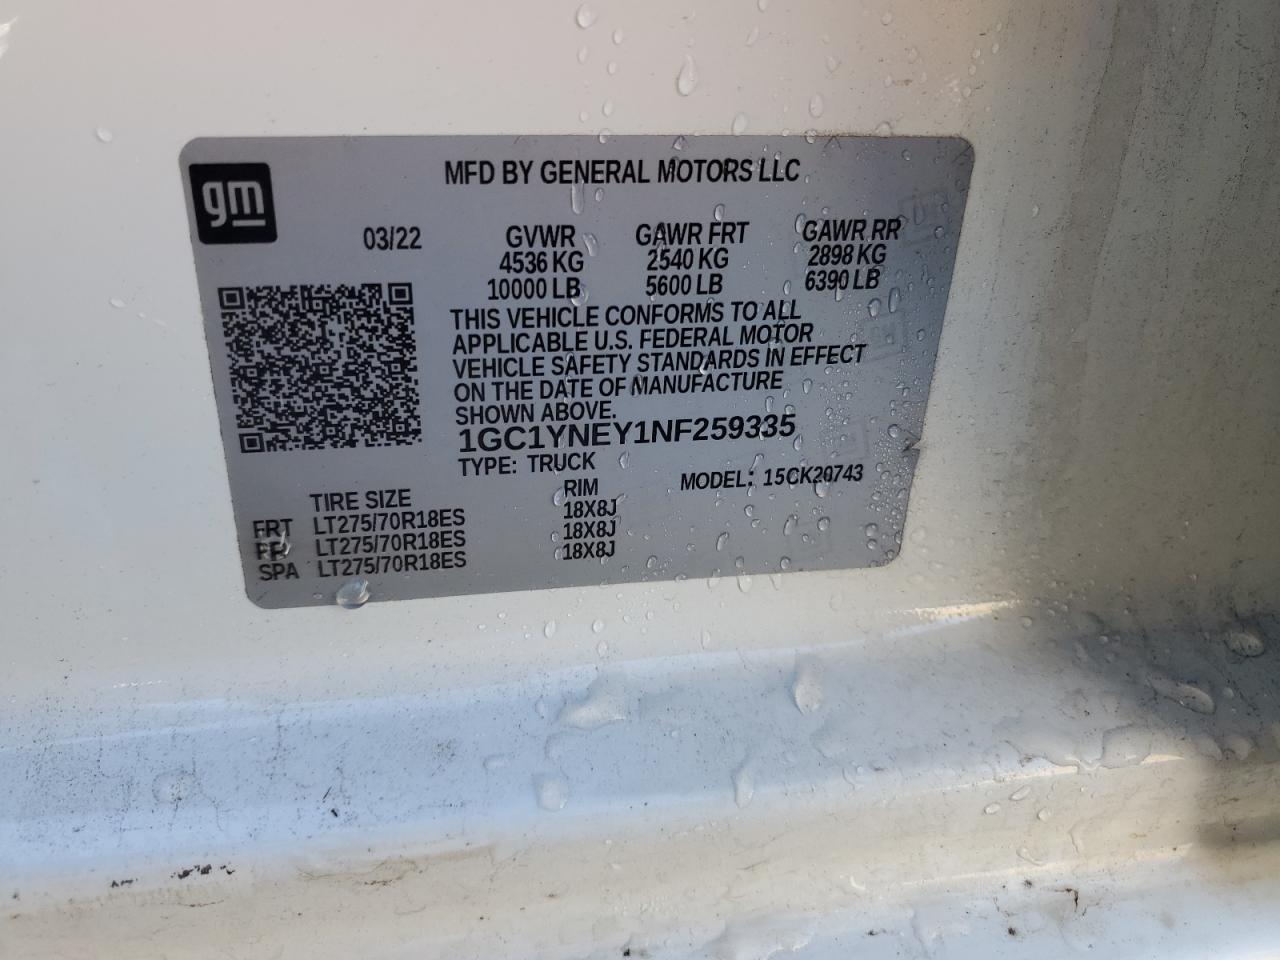 MFD BY GENERAL MOTORS LLC
gm
03/22 GVWR GAWR FRT GAWR RR
4536 KG 2540 KG 2898 KG
10000 LB 5600 LB 6390 LB
THIS VEHICLE CONFORMS TO ALL
APPLICABLE U.S. FEDERAL MOTOR
VEHICLE SAFETY STANDARDS IN EFFECT
ON THE DATE OF MANUFACTURE
SHOWN ABOVE.
1GC1YNEY1NF259335
TYPE: TRUCK MODEL: 15CK20743
TIRE SIZE RIM
FRT LT275/70R18ES 18X8J
LT275/70R18ES 18X8J
SPA LT275/70R18ES 18X8J